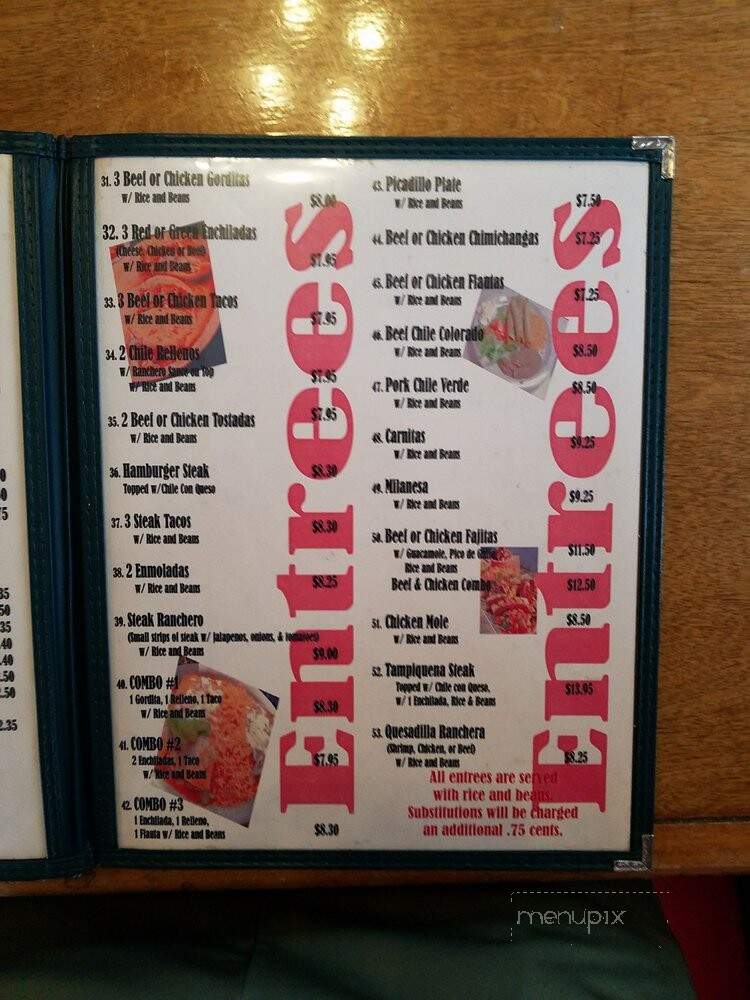 31. 3 Beef or Chicken Gorditas
w/ Rice and Beans
$8.00
32. 3 Red or Green Enchiladas
(Cheese, Chicken or Beef)
w/ Rice and Beans
$7.95
33. 3 Beef or Chicken Tacos
w/ Rice and Beans
$7.95
34. 2 Chile Rellenos
w/ Ranchero Sauce on Top
w/ Rice and Beans
$7.95
35. 2 Beef or Chicken Tostadas
w/ Rice and Beans
$7.95
36. Hamburger Steak
Topped w/Chile Con Queso
$8.30
37. 3 Steak Tacos
w/ Rice and Beans
$8.30
38. 2 Enmoladas
w/ Rice and Beans
$8.25
39. Steak Ranchero
(Small strips of steak w/ jalapenos, onions, & tomatoes)
w/ Rice and Beans
$9.00
40. COMBO #1
1 Gordita, 1 Relleno, 1 Taco
w/ Rice and Beans
$8.30
41. COMBO #2
2 Enchiladas, 1 Taco
w/ Rice and Beans
$7.95
42. COMBO #3
1 Enchilada, 1 Relleno,
1 Flauta w/ Rice and Beans
$8.30
Entrees
43. Picadillo Plate
w/ Rice and Beans
$7.50
44. Beef or Chicken Chimichangas
$7.25
45. Beef or Chicken Flautas
w/ Rice and Beans
$7.25
46. Beef Chile Colorado
w/ Rice and Beans
$8.50
47. Pork Chile Verde
w/ Rice and Beans
$8.50
48. Carnitas
w/ Rice and Beans
$9.25
49. Milanesa
w/ Rice and Beans
$9.25
50. Beef or Chicken Fajitas
w/ Guacamole, Pico de Gallo,
Rice and Beans
$11.50
Beef & Chicken Combo
$12.50
51. Chicken Mole
w/ Rice and Beans
$8.50
52. Tampiquena Steak
Topped w/ Chile con Queso,
w/ 1 Enchilada, Rice & Beans
$13.95
53. Quesadilla Ranchera
(Shrimp, Chicken, or Beef)
w/ Rice and Beans
$8.25
Entrees
All entrees are served
with rice and beans.
Substitutions will be charged
an additional .75 cents.
menupix